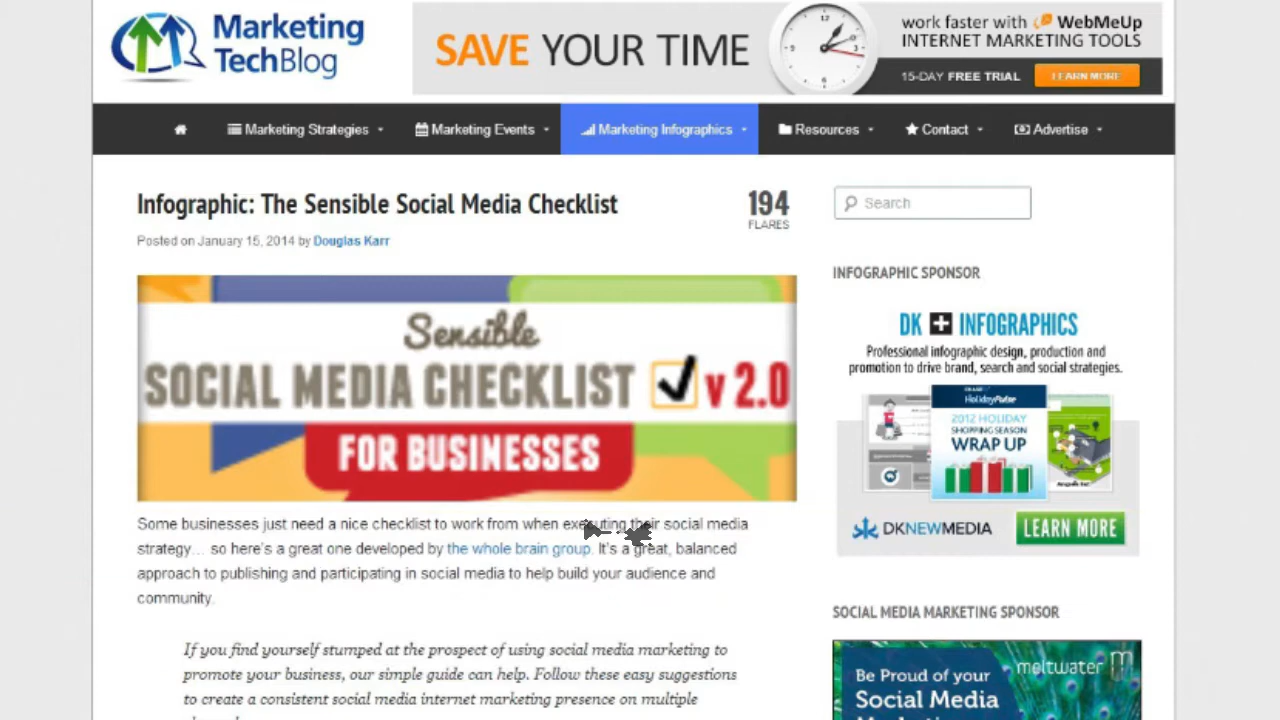 Marketing
TechBlog
SAVE YOUR TIME
work faster with WebMeUp
INTERNET MARKETING TOOLS
15-DAY FREE TRIAL
LEARN MORE
Marketing Strategies
Marketing Events
Marketing Infographics
Resources
Contact
Advertise
Infographic: The Sensible Social Media Checklist
194
FLARES
Posted on January 15, 2014 by Douglas Karr
Sensible
SOCIAL MEDIA CHECKLIST v 2.0
FOR BUSINESSES
Some businesses just need a nice checklist to work from when executing their social media
strategy… so here's a great one developed by the whole brain group. It's a great, balanced
approach to publishing and participating in social media to help build your audience and
community.
If you find yourself stumped at the prospect of using social media marketing to
promote your business, our simple guide can help. Follow these easy suggestions
to create a consistent social media internet marketing presence on multiple
Search
INFOGRAPHIC SPONSOR
DK + INFOGRAPHICS
Professional infographic design, production and
promotion to drive brand, search and social strategies.
HolidayPulse
2012 HOLIDAY
SHOPPING SEASON
WRAP UP
DKNEWMEDIA
LEARN MORE
SOCIAL MEDIA MARKETING SPONSOR
meltwater
Be Proud of your
Social Media